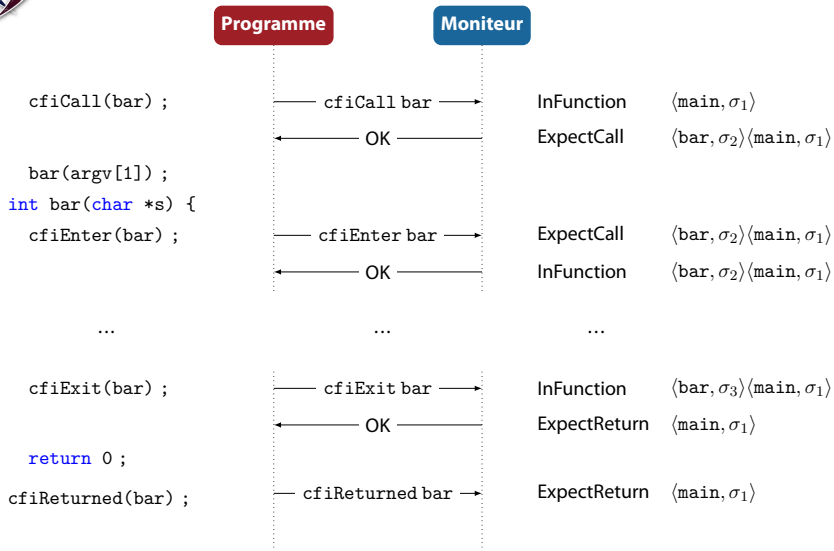 Programme Moniteur
cfiCall(bar) ; cfiCall bar InFunction ⟨main, σ₁⟩
OK ExpectCall ⟨bar, σ₂⟩⟨main, σ₁⟩
bar(argv[1]) ;
int bar(char *s) {
cfiEnter(bar) ; cfiEnter bar ExpectCall ⟨bar, σ₂⟩⟨main, σ₁⟩
OK InFunction ⟨bar, σ₂⟩⟨main, σ₁⟩
... ... ...
cfiExit(bar) ; cfiExit bar InFunction ⟨bar, σ₃⟩⟨main, σ₁⟩
OK ExpectReturn ⟨main, σ₁⟩
return 0 ;
cfiReturned(bar) ; cfiReturned bar ExpectReturn ⟨main, σ₁⟩